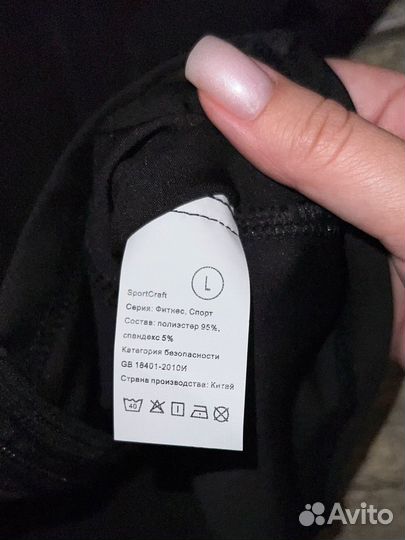 L
SportCraft
Серия: Фитнес, Спорт
Состав: полиэстер 95%,
спандекс 5%
Категория безопасности
GB 18401-2010И
Страна производства: Китай
40
Avito